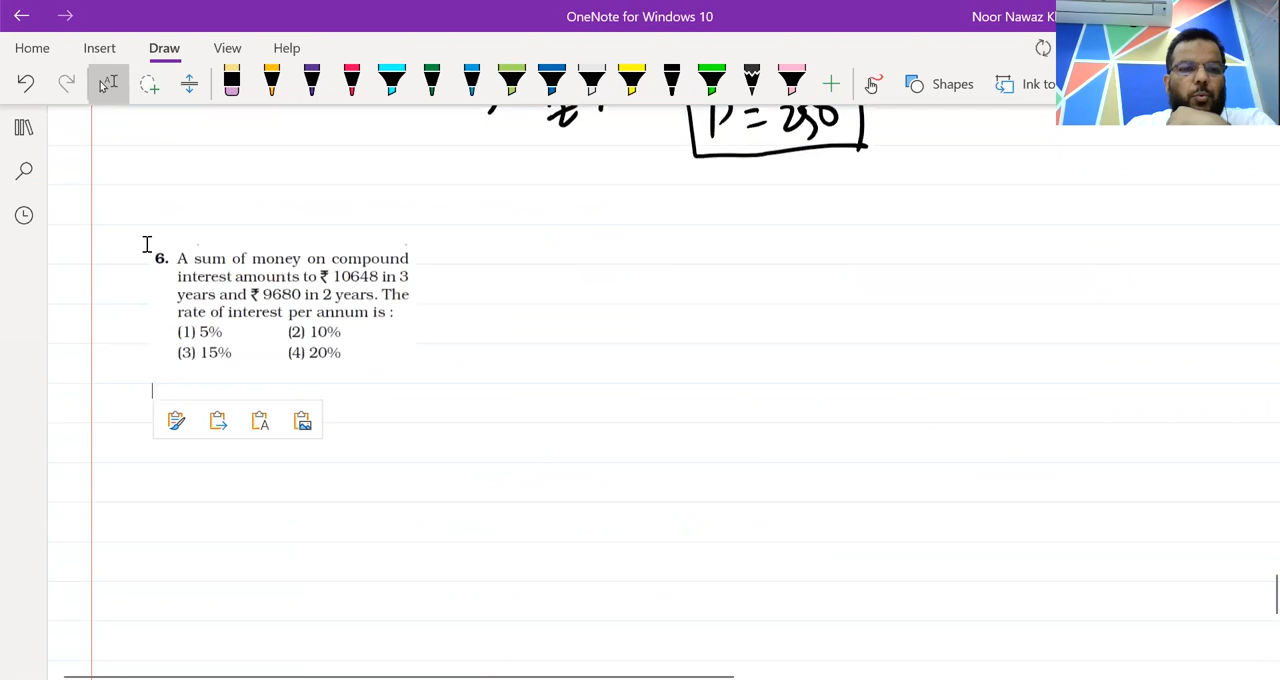 OneNote for Windows 10
Noor Nawaz K
Home Insert Draw View Help
Shapes Ink to
P = 250
6. A sum of money on compound
interest amounts to ₹ 10648 in 3
years and ₹ 9680 in 2 years. The
rate of interest per annum is :
(1) 5% (2) 10%
(3) 15% (4) 20%